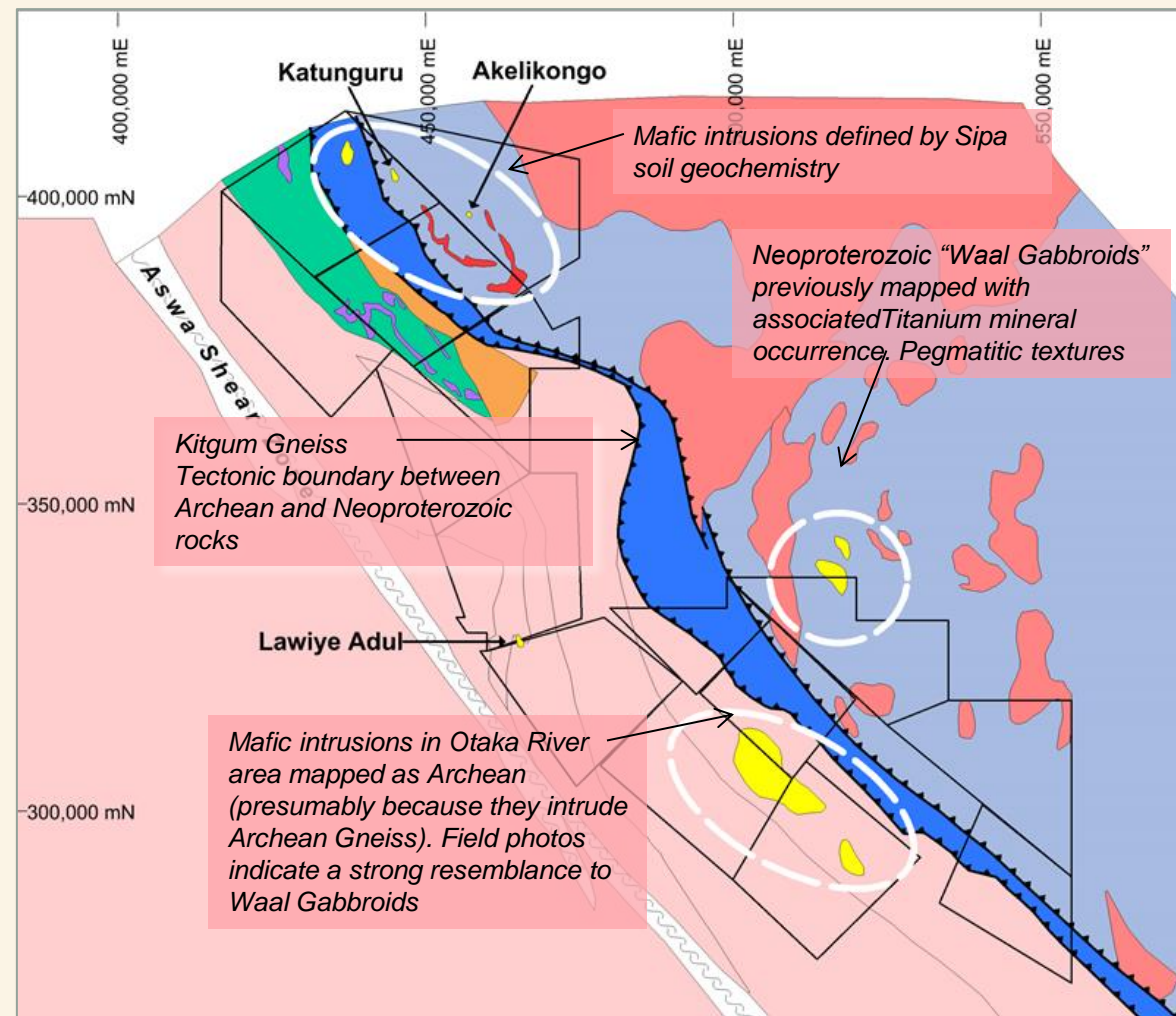 400,000 mE
450,000 mE
00,000 mE
550,000 mE
Katunguru
Akelikongo
Mafic intrusions defined by Sipa
soil geochemistry
400,000 mN
Neoproterozoic “Waal Gabbroids”
previously mapped with
associatedTitanium mineral
occurrence. Pegmatitic textures
Aswa Shear
Kitgum Gneiss
Tectonic boundary between
Archean and Neoproterozoic
rocks
350,000 mN
Lawiye Adul
Mafic intrusions in Otaka River
area mapped as Archean
(presumably because they intrude
Archean Gneiss). Field photos
indicate a strong resemblance to
Waal Gabbroids
300,000 mN